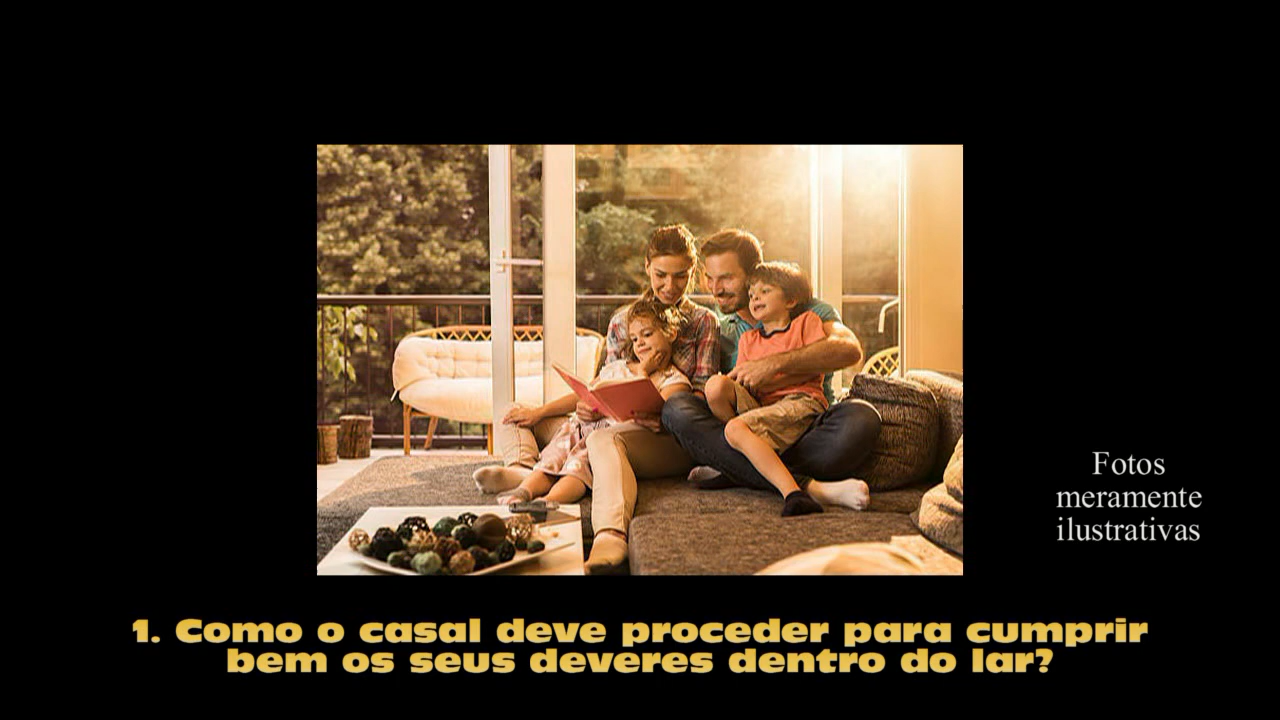 Fotos
meramente
ilustrativas
1. Como o casal deve proceder para cumprir
bem os seus deveres dentro do lar?